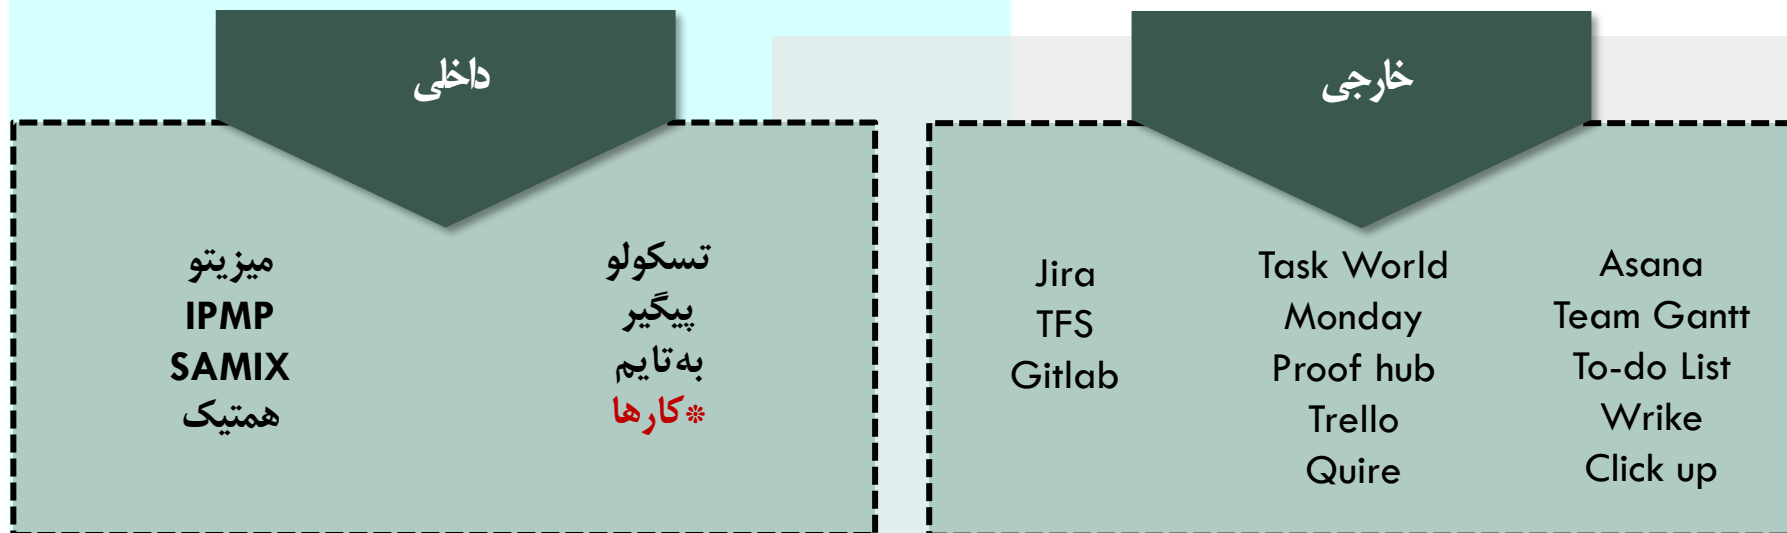 خارجی
Asana
Team Gantt
To-do List
Wrike
Click up
Task World
Monday
Proof hub
Trello
Quire
Jira
TFS
Gitlab
داخلی
تسکولو
پیگیر
به تایم
*کارها
میزیتو
IPMP
SAMIX
همتیک